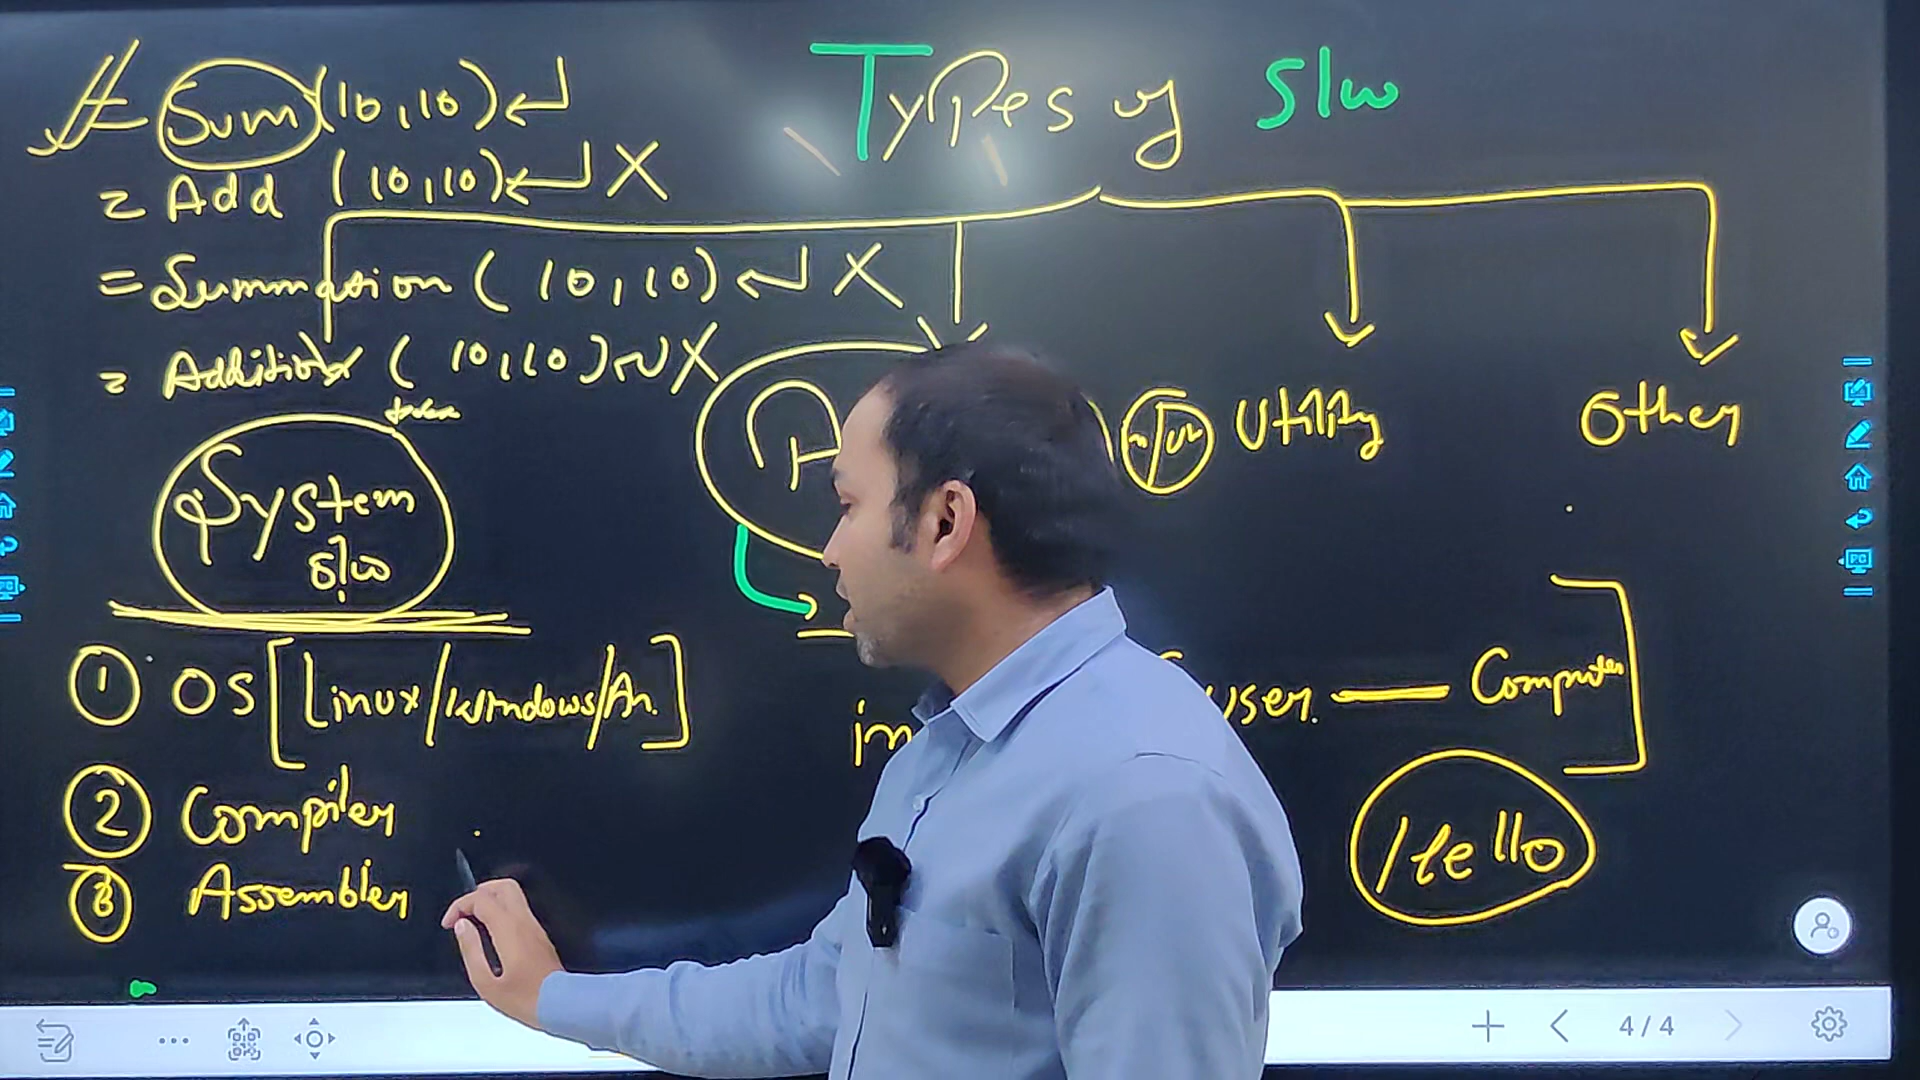 Types of S/w
= Sum (10,10)
= Add (10,10) X
= Summation (10,10) X
= Addition (10,10) X
token
System
S/w
Utility
Other
① OS [Linux/Windows/An.]
user. — Computer
② Compiler
③ Assembler
Hello
4/4